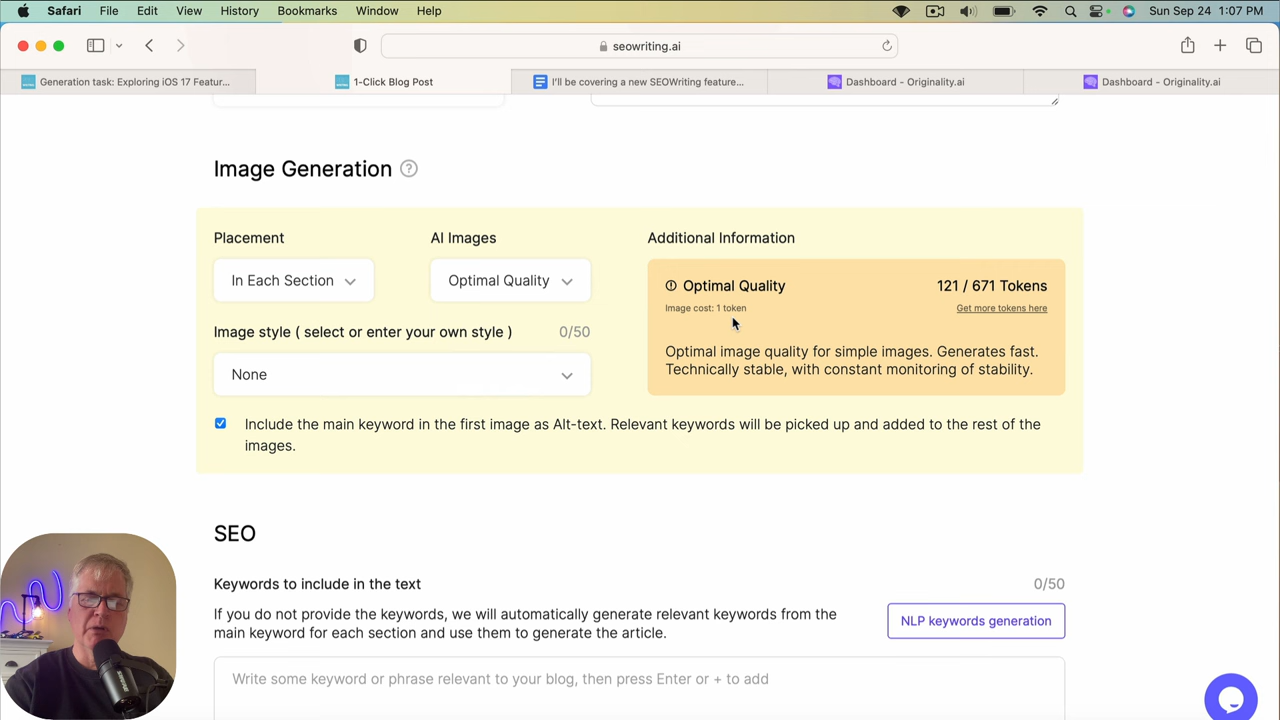 Safari File Edit View History Bookmarks Window Help Sun Sep 24 1:07 PM
seowriting.ai
Generation task: Exploring iOS 17 Featur...
1-Click Blog Post
I'll be covering a new SEOWriting feature...
Dashboard - Originality.ai
Dashboard - Originality.ai
Image Generation ?
Placement
AI Images
Additional Information
In Each Section
Optimal Quality
Optimal Quality
121 / 671 Tokens
Image cost: 1 token
Get more tokens here
Image style ( select or enter your own style )
0/50
Optimal image quality for simple images. Generates fast.
Technically stable, with constant monitoring of stability.
None
Include the main keyword in the first image as Alt-text. Relevant keywords will be picked up and added to the rest of the
images.
SEO
Keywords to include in the text
0/50
If you do not provide the keywords, we will automatically generate relevant keywords from the
main keyword for each section and use them to generate the article.
NLP keywords generation
Write some keyword or phrase relevant to your blog, then press Enter or + to add